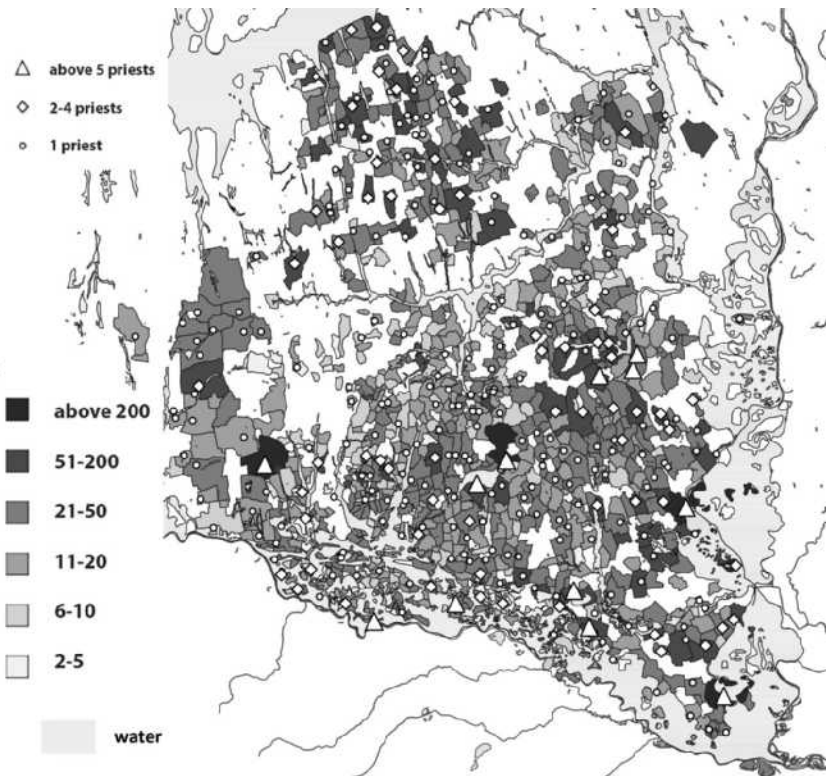 above 5 priests
2-4 priests
1 priest
above 200
51-200
21-50
11-20
6-10
2-5
water